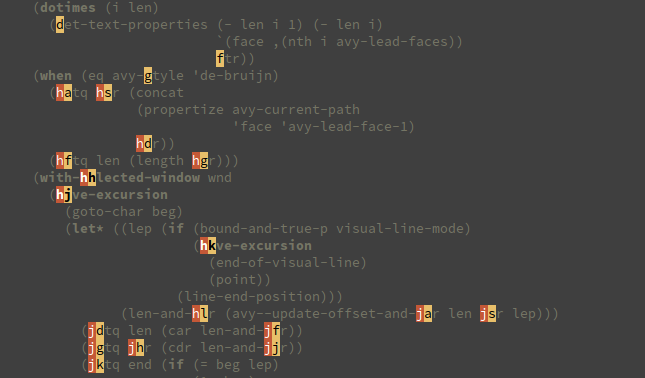 (dotimes (i len)
(det-text-properties (- len i 1) (- len i)
`(face ,(nth i avy-lead-faces))
ftr))
(when (eq avy-gtyle 'de-bruijn)
(hatq hsr (concat
(propertize avy-current-path
'face 'avy-lead-face-1)
hdr))
(hftq len (length hgr)))
(with-hhlected-window wnd
(hjve-excursion
(goto-char beg)
(let* ((lep (if (bound-and-true-p visual-line-mode)
(hkve-excursion
(end-of-visual-line)
(point))
(line-end-position)))
(len-and-hlr (avy--update-offset-and-jar len jsr lep)))
(jdtq len (car len-and-jfr))
(jgtq jhr (cdr len-and-jjr))
(jktq end (if (= beg lep)